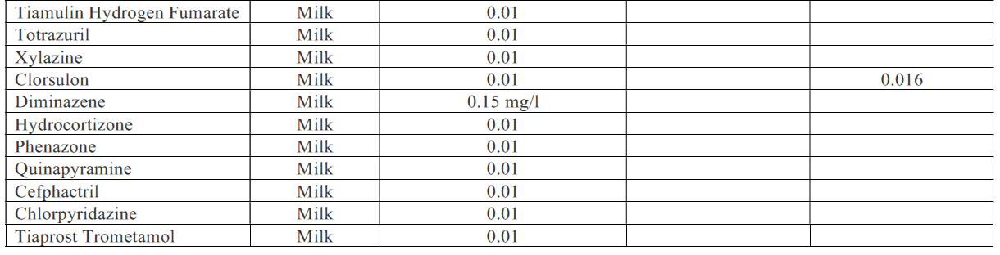 Tiamulin Hydrogen Fumarate Milk 0.01
Totrazuril Milk 0.01
Xylazine Milk 0.01
Clorsulon Milk 0.01 0.016
Diminazene Milk 0.15 mg/l
Hydrocortizone Milk 0.01
Phenazone Milk 0.01
Quinapyramine Milk 0.01
Cefphactril Milk 0.01
Chlorpyridazine Milk 0.01
Tiaprost Trometamol Milk 0.01